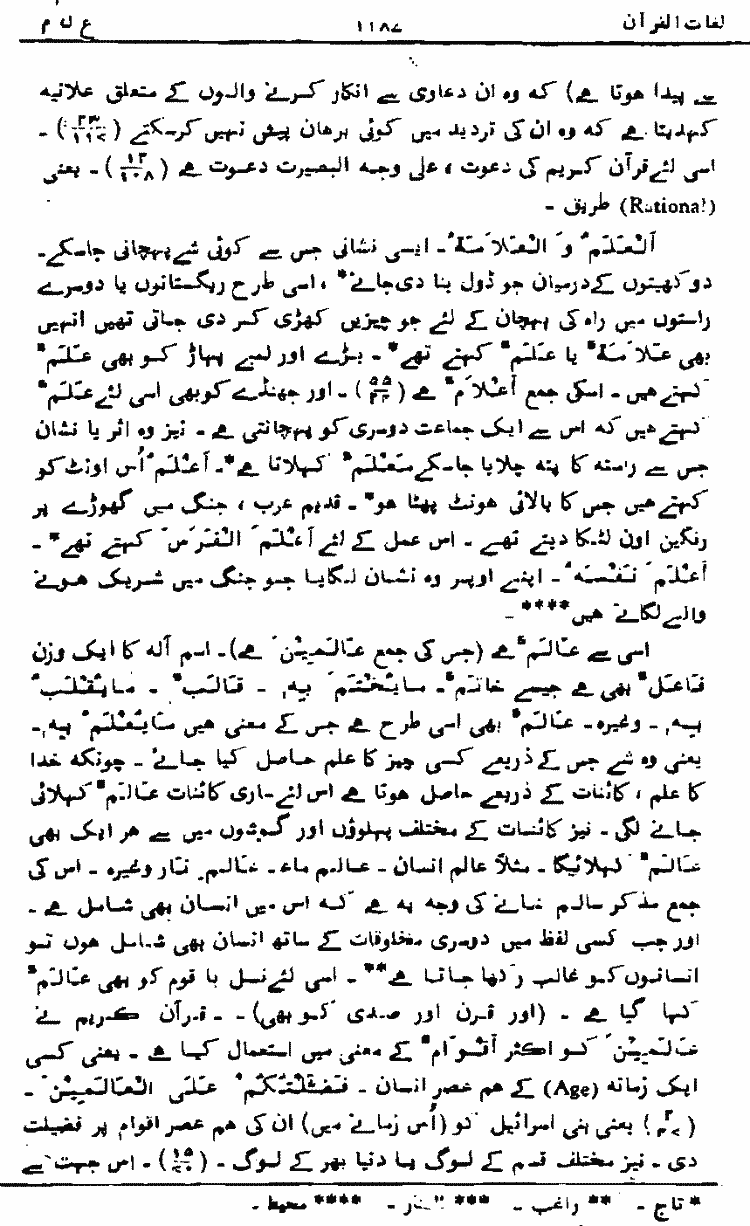 لغات القرآن ۱۱۸۷ ع ل م
سے پیدا ہوتا ہے) کہ وہ ان دعاوی سے انکار کرنے والوں کے متعلق علانیہ
کہدیتا ہے کہ وہ ان کی تردید میں کوئی برھان پیش نہیں کرسکتے (۲۳/۱۱۷) ۔
اسی لئے قرآن کریم کی دعوت ، علیٰ وجہ البصیرت دعوت ہے (۱۲/۱۰۸) ۔ یعنی
(Rational) طریق ۔
اَلْعَلَمُ وَ الْعَلَامَةُ ۔ ایسی نشانی جس سے کوئی شے پہچانی جاسکے۔
دو کھیتوں کے درمیان جو ڈول بنا دی جائے* ، اسی طرح ریگستانوں یا دوسرے
راستوں میں راہ کی پہچان کے لئے جو چیزیں کھڑی کر دی جاتی تھیں انہیں
بھی عَلَامَةٌ یا عَلَمٌ کہتے تھے* ۔ بڑے اور لمبے پہاڑ کو بھی عَلَمٌ
کہتے ہیں ۔ اسکی جمع اَعْلَامٌ ہے (۵۵/۲۴) ۔ اور جھنڈے کو بھی اسی لئے عَلَمٌ
کہتے ہیں کہ اس سے ایک جماعت دوسری کو پہچانتی ہے ۔ نیز وہ اثر یا نشان
جس سے راستہ کا پتہ چلایا جاسکے مَعْلَمٌ کہلاتا ہے*۔ اَعْلَمُ اُس اونٹ کو
کہتے ہیں جس کا بالائی ہونٹ پھٹا ہو* ۔ قدیم عرب ، جنگ میں گھوڑے پر
رنگین اون لٹکا دیتے تھے ۔ اس عمل کے لئے اَعْلَمَ الْفَرَسَ کہتے تھے* ۔
اَعْلَمَ نَفْسَهُ ۔ اپنے اوپر وہ نشان لگایا جو جنگ میں شریک ہونے
والے لگاتے ہیں**** ۔
اسی سے عَالَمٌ ہے (جس کی جمع عَالَمِیْنَ ہے)۔ اسم آلہ کا ایک وزن
فَاعَلٌ بھی ہے جیسے خَاتَمٌ۔ مَا یُخْتَمُ بِہٖ ۔ قَالَبٌ ۔ مَا یُقْلَبُ
بِہٖ ۔ وغیرہ۔ عَالَمٌ بھی اسی طرح ہے جس کے معنی ہیں مَا یُعْلَمُ بِہٖ۔
یعنی وہ شے جس کے ذریعے کسی چیز کا علم حاصل کیا جائے ۔ چونکہ خدا
کا علم ، کائنات کے ذریعے حاصل ہوتا ہے اس لئے ساری کائنات عَالَمٌ کہلائی
جانے لگی ۔ نیز کائنات کے مختلف پہلوؤں اور گوشوں میں سے ہر ایک بھی
عَالَمٌ کہلائیگا ۔ مثلاً عالم انسان ۔ عالمِ ماء۔ عالمِ نار وغیرہ ۔ اس کی
جمع مذکر سالم بنانے کی وجہ یہ ہے کہ اس میں انسان بھی شامل ہے ۔
اور جب کسی لفظ میں دوسری مخلوقات کے ساتھ انسان بھی شامل ہوں تو
انسانوں کو غالب رکھا جاتا ہے** ۔ اسی لئے نسل یا قوم کو بھی عَالَمٌ
کہا گیا ہے ۔ (اور قرن اور صدی کو بھی) ۔ ۔ قرآن کریم نے
عَالَمِیْنَ کو اکثر اَقْوَامٌ کے معنی میں استعمال کیا ہے ۔ یعنی کسی
ایک زمانہ (Age) کے ہم عصر انسان ۔ فَضَّلْتُکُمْ عَلَی الْعَالَمِیْنَ ۔
(۲/۴۷) یعنی بنی اسرائیل کو (اُس زمانے میں) ان کی ہم عصر اقوام پر فضیلت
دی ۔ نیز مختلف قسم کے لوگ یا دنیا بھر کے لوگ ۔ (۱۵/۷۰) ۔ اس جہت سے
* تاج ۔ ** راغب ۔ *** المنار ۔ **** محیط ۔